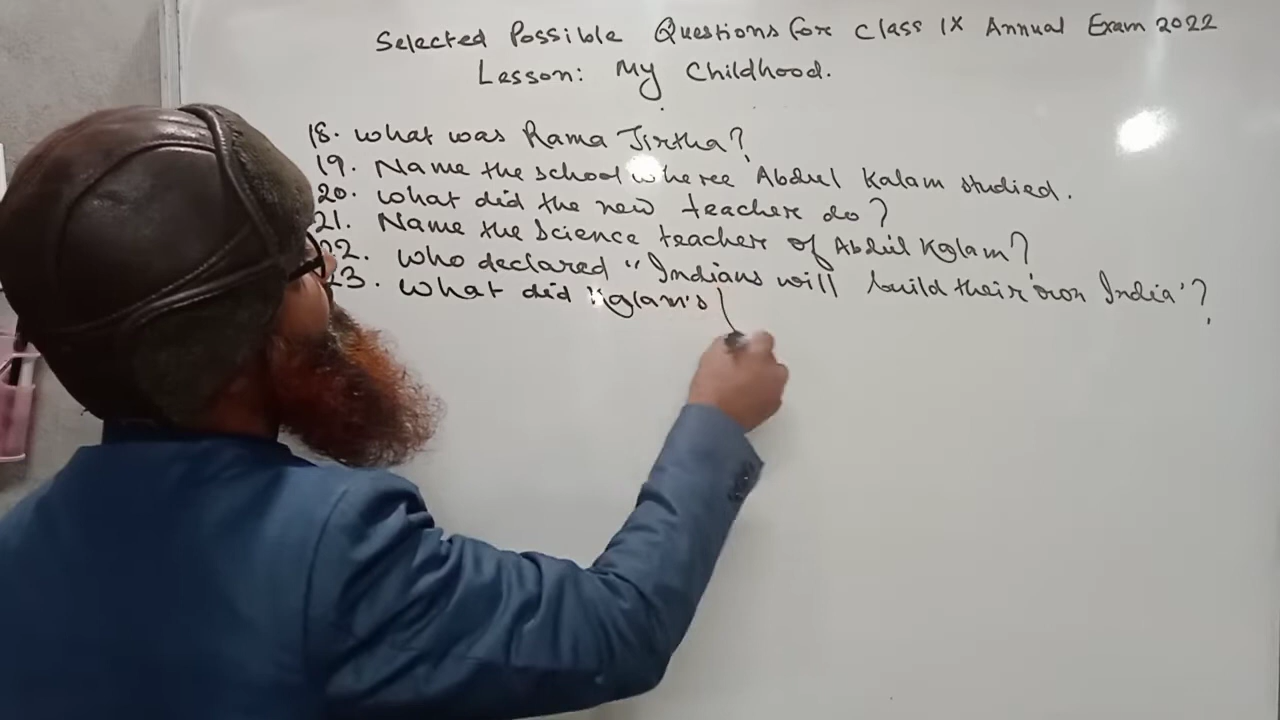 Selected Possible Questions for class IX Annual Exam 2022
Lesson: My Childhood.
18. What was Rama Tirtha?
19. Name the school where Abdul Kalam studied.
20. What did the new teacher do?
21. Name the Science teacher of Abdul Kalam?
22. Who declared "Indians will build their own India"?
23. What did Kalam's